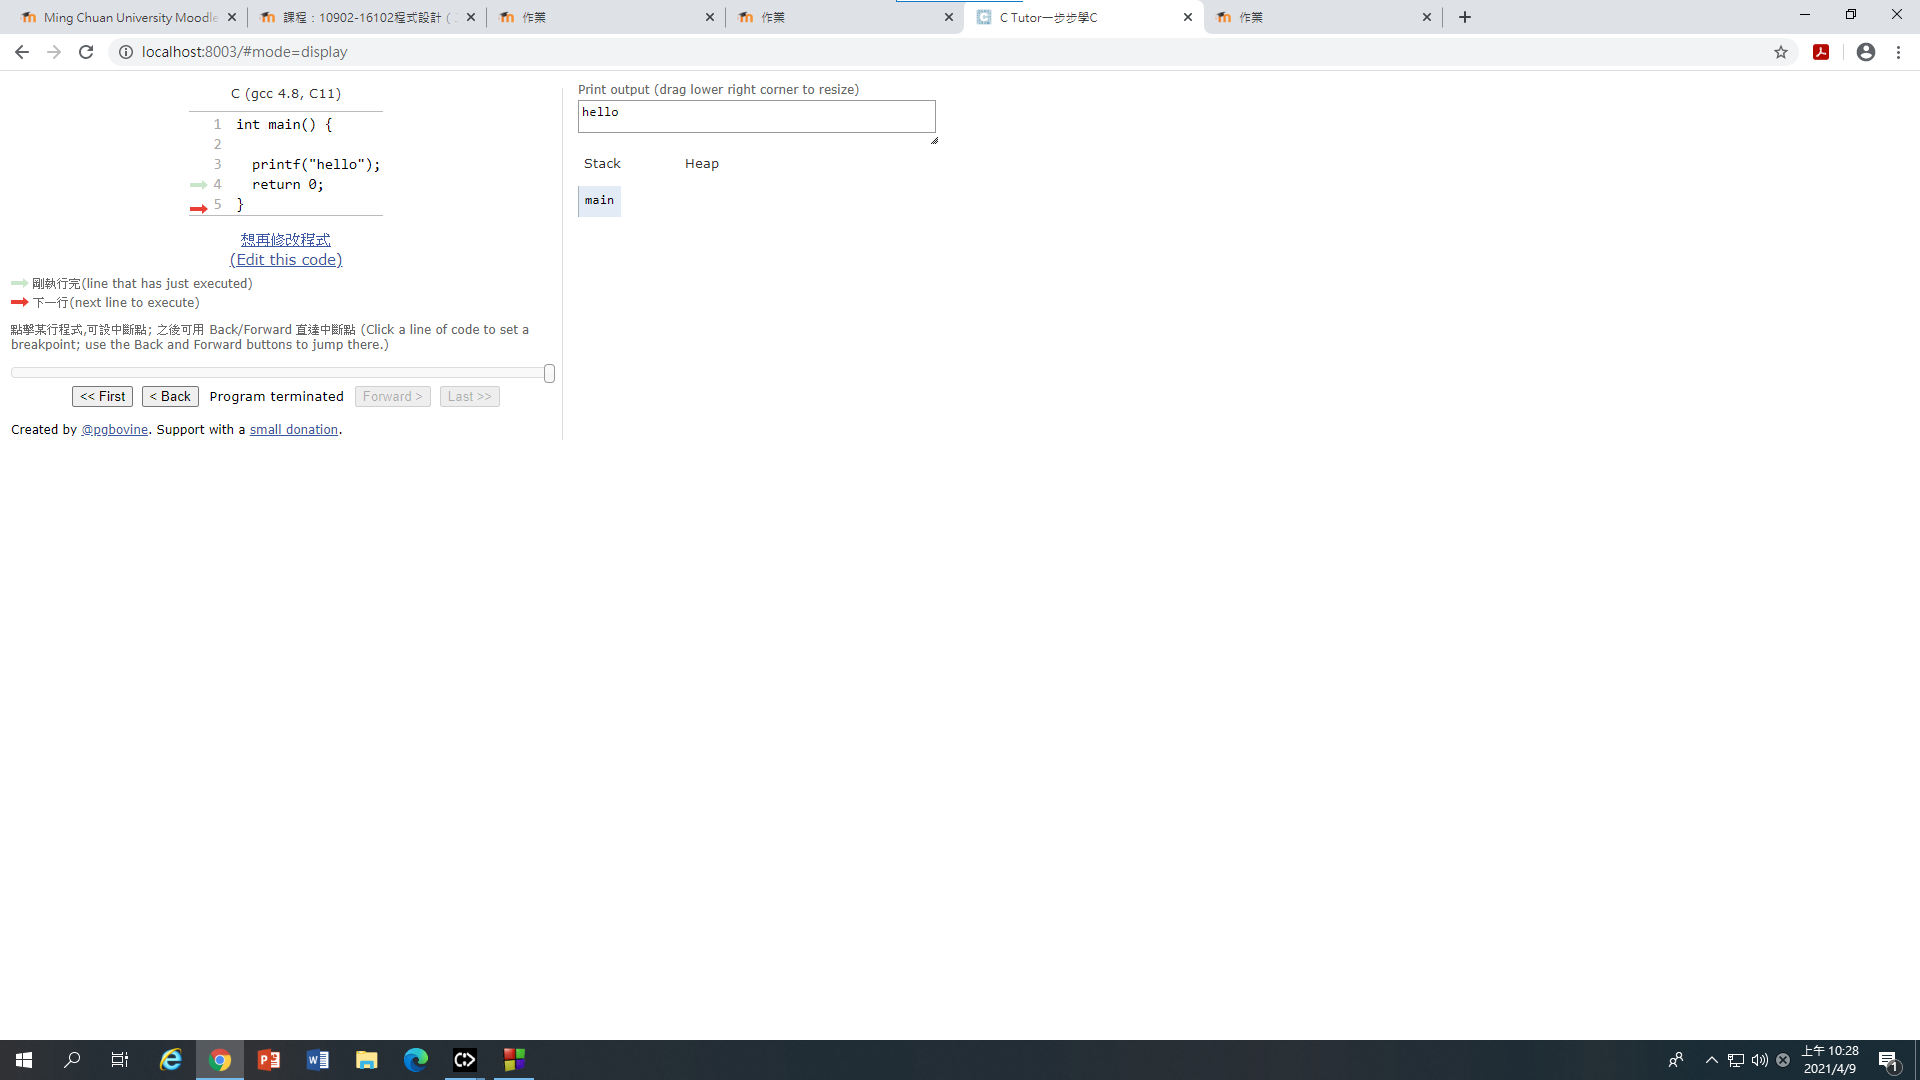 Ming Chuan University Moodle
課程：10902-16102程式設計（
作業
作業
C Tutor一步步學C
作業
localhost:8003/#mode=display
C (gcc 4.8, C11)
1 int main() {
2
3 printf("hello");
4 return 0;
5 }
想再修改程式
(Edit this code)
剛執行完(line that has just executed)
下一行(next line to execute)
點擊某行程式,可設中斷點; 之後可用 Back/Forward 直達中斷點 (Click a line of code to set a
breakpoint; use the Back and Forward buttons to jump there.)
<< First < Back Program terminated Forward > Last >>
Created by @pgbovine. Support with a small donation.
Print output (drag lower right corner to resize)
hello
Stack Heap
main
上午 10:28
2021/4/9
1